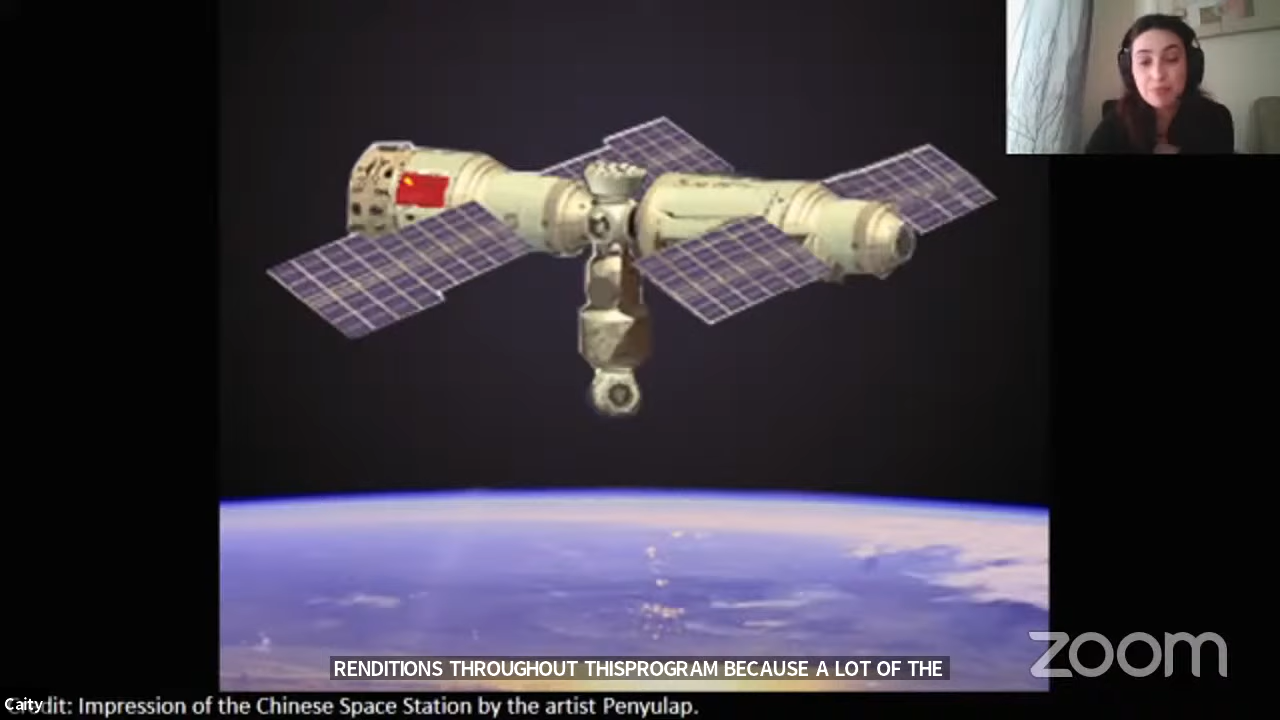 zoom
RENDITIONS THROUGHOUT THISPROGRAM BECAUSE A LOT OF THE
Caity
Credit: Impression of the Chinese Space Station by the artist Penyulap.